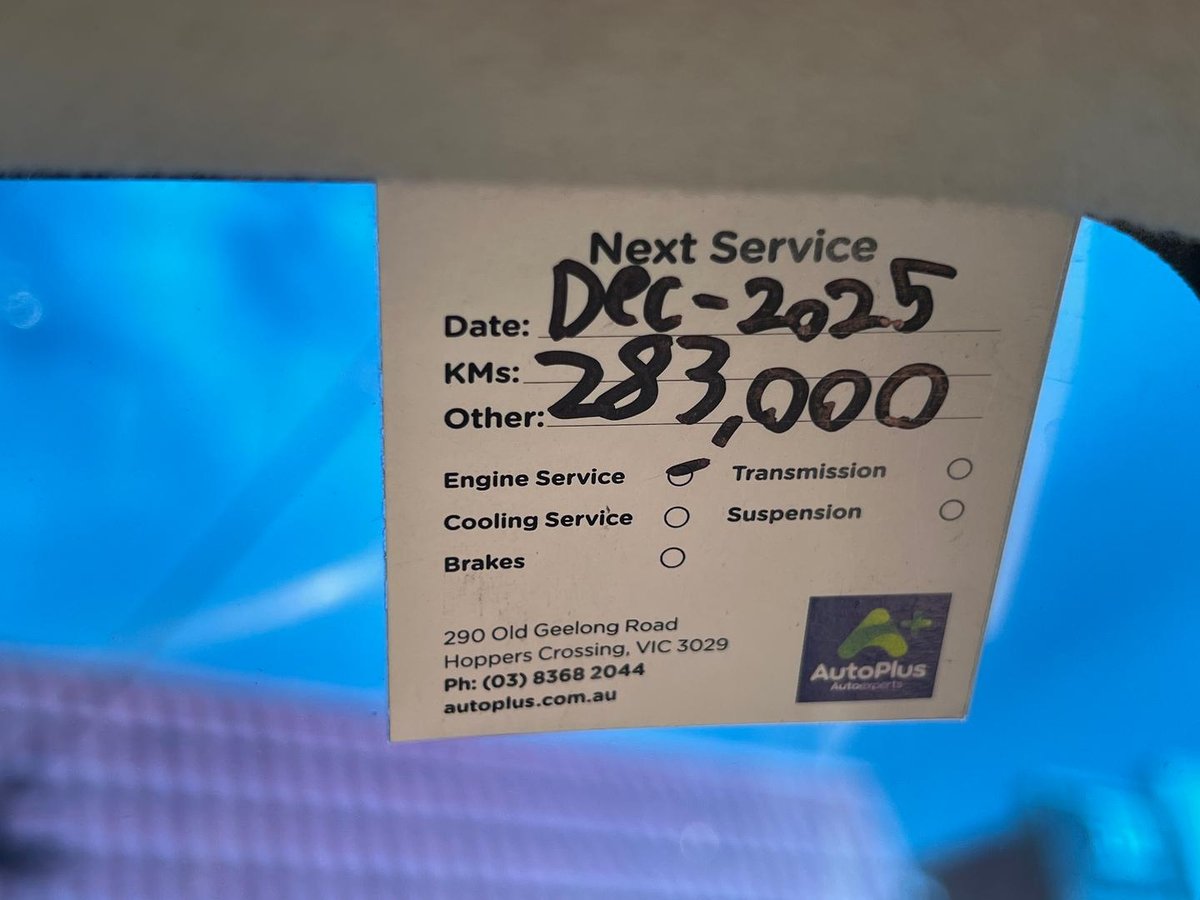 Next Service
Date: Dec-2025
KMs: 283,000
Other:
Engine Service Transmission
Cooling Service Suspension
Brakes
290 Old Geelong Road
Hoppers Crossing, VIC 3029
Ph: (03) 8368 2044
autoplus.com.au
A+
AutoPlus
Autoexperts